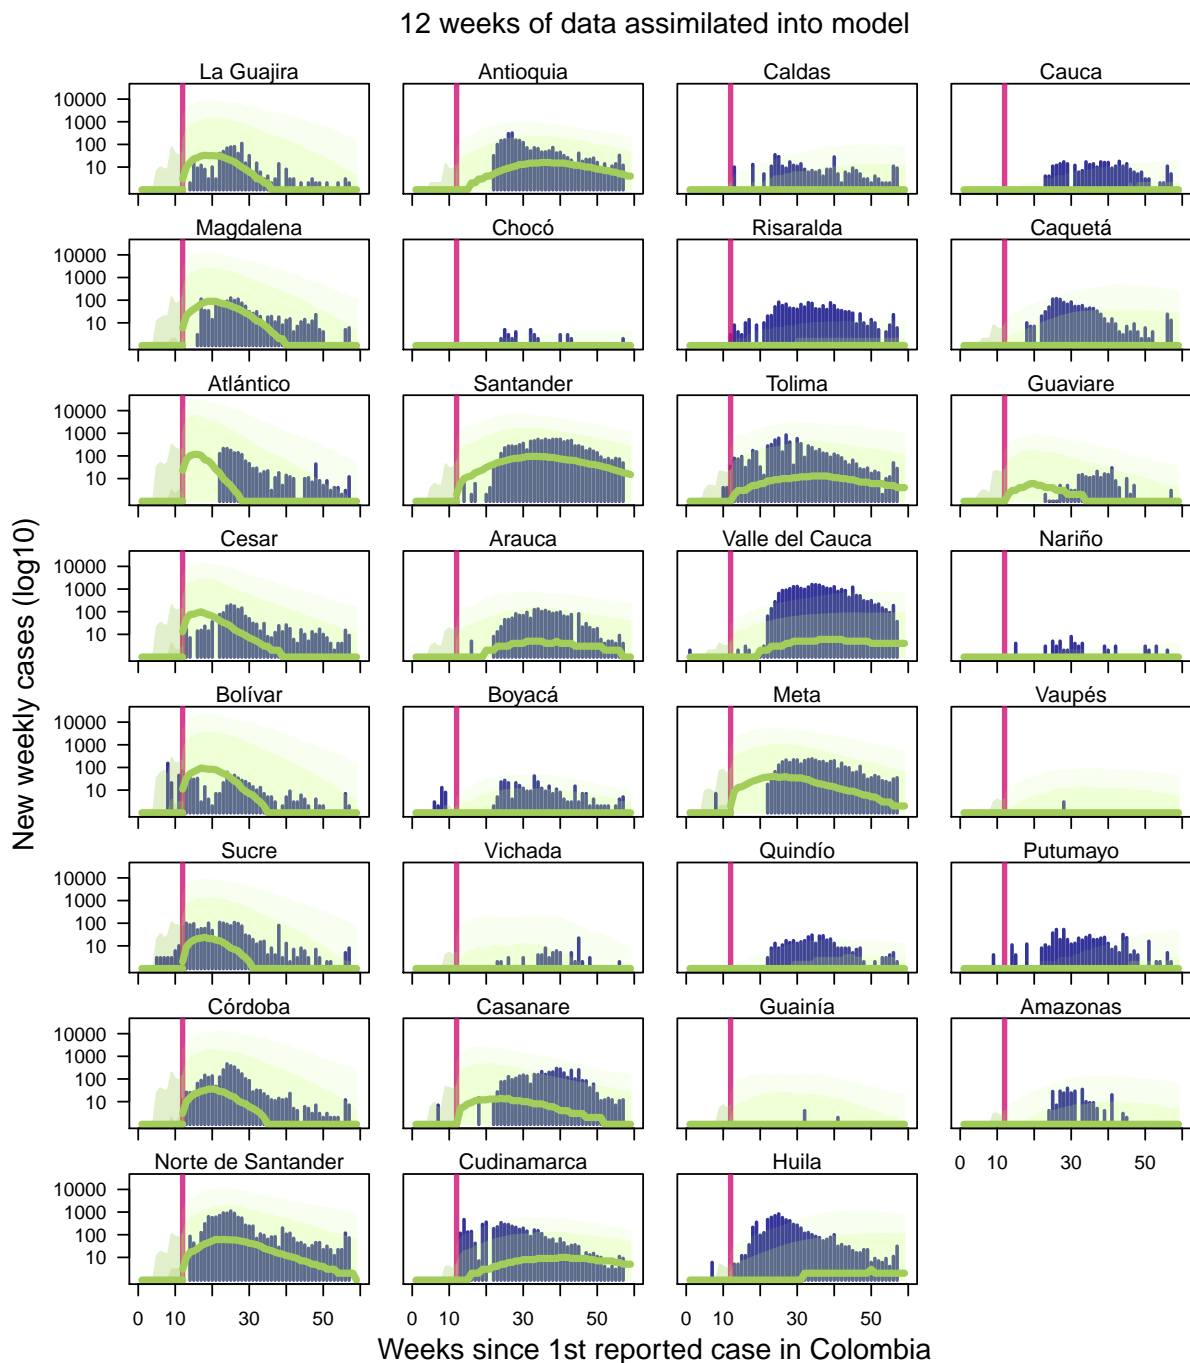 12 weeks of data assimilated into model
La Guajira Antioquia Caldas Cauca
10000
1000
100
10
Magdalena Chocó Risaralda Caquetá
10000
1000
100
10
Atlántico Santander Tolima Guaviare
10000
1000
100
10
Cesar Arauca Valle del Cauca Nariño
10000
1000
100
10
Bolívar Boyacá Meta Vaupés
10000
1000
100
10
Sucre Vichada Quindío Putumayo
10000
1000
100
10
Córdoba Casanare Guainía Amazonas
10000
1000
100
10
0 10 30 50
Norte de Santander Cudinamarca Huila
10000
1000
100
10
0 10 30 50 0 10 30 50 0 10 30 50
New weekly cases (log10)
Weeks since 1st reported case in Colombia